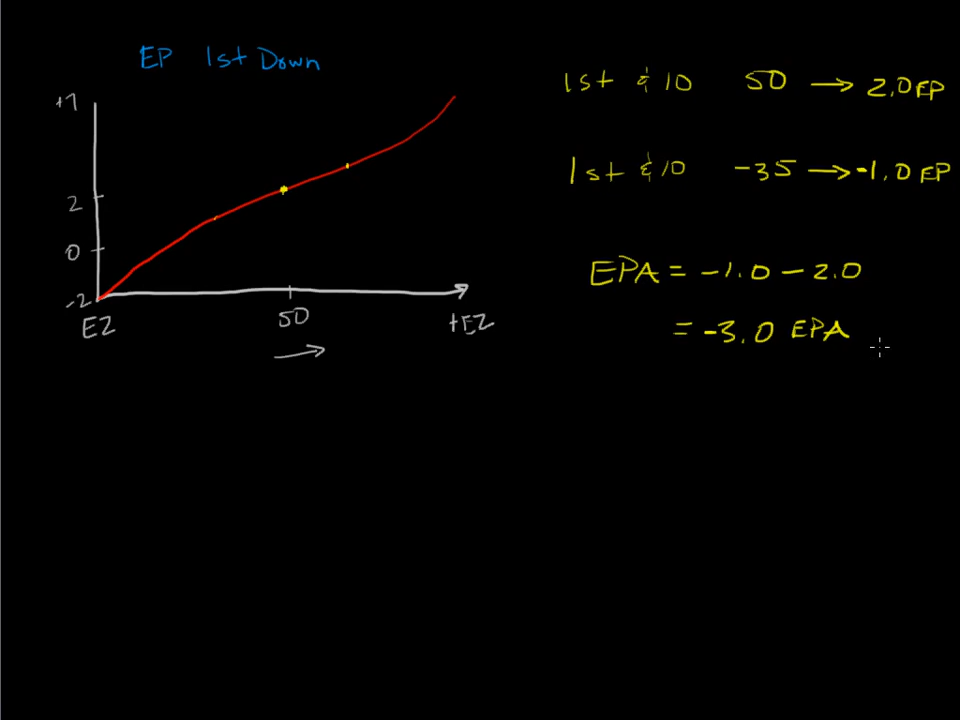 EP 1st Down
+7
2
0
-2
EZ
50
+EZ
1st & 10 50 → 2.0 EP
1st & 10 -35 → -1.0 EP
EPA = -1.0 - 2.0
= -3.0 EPA